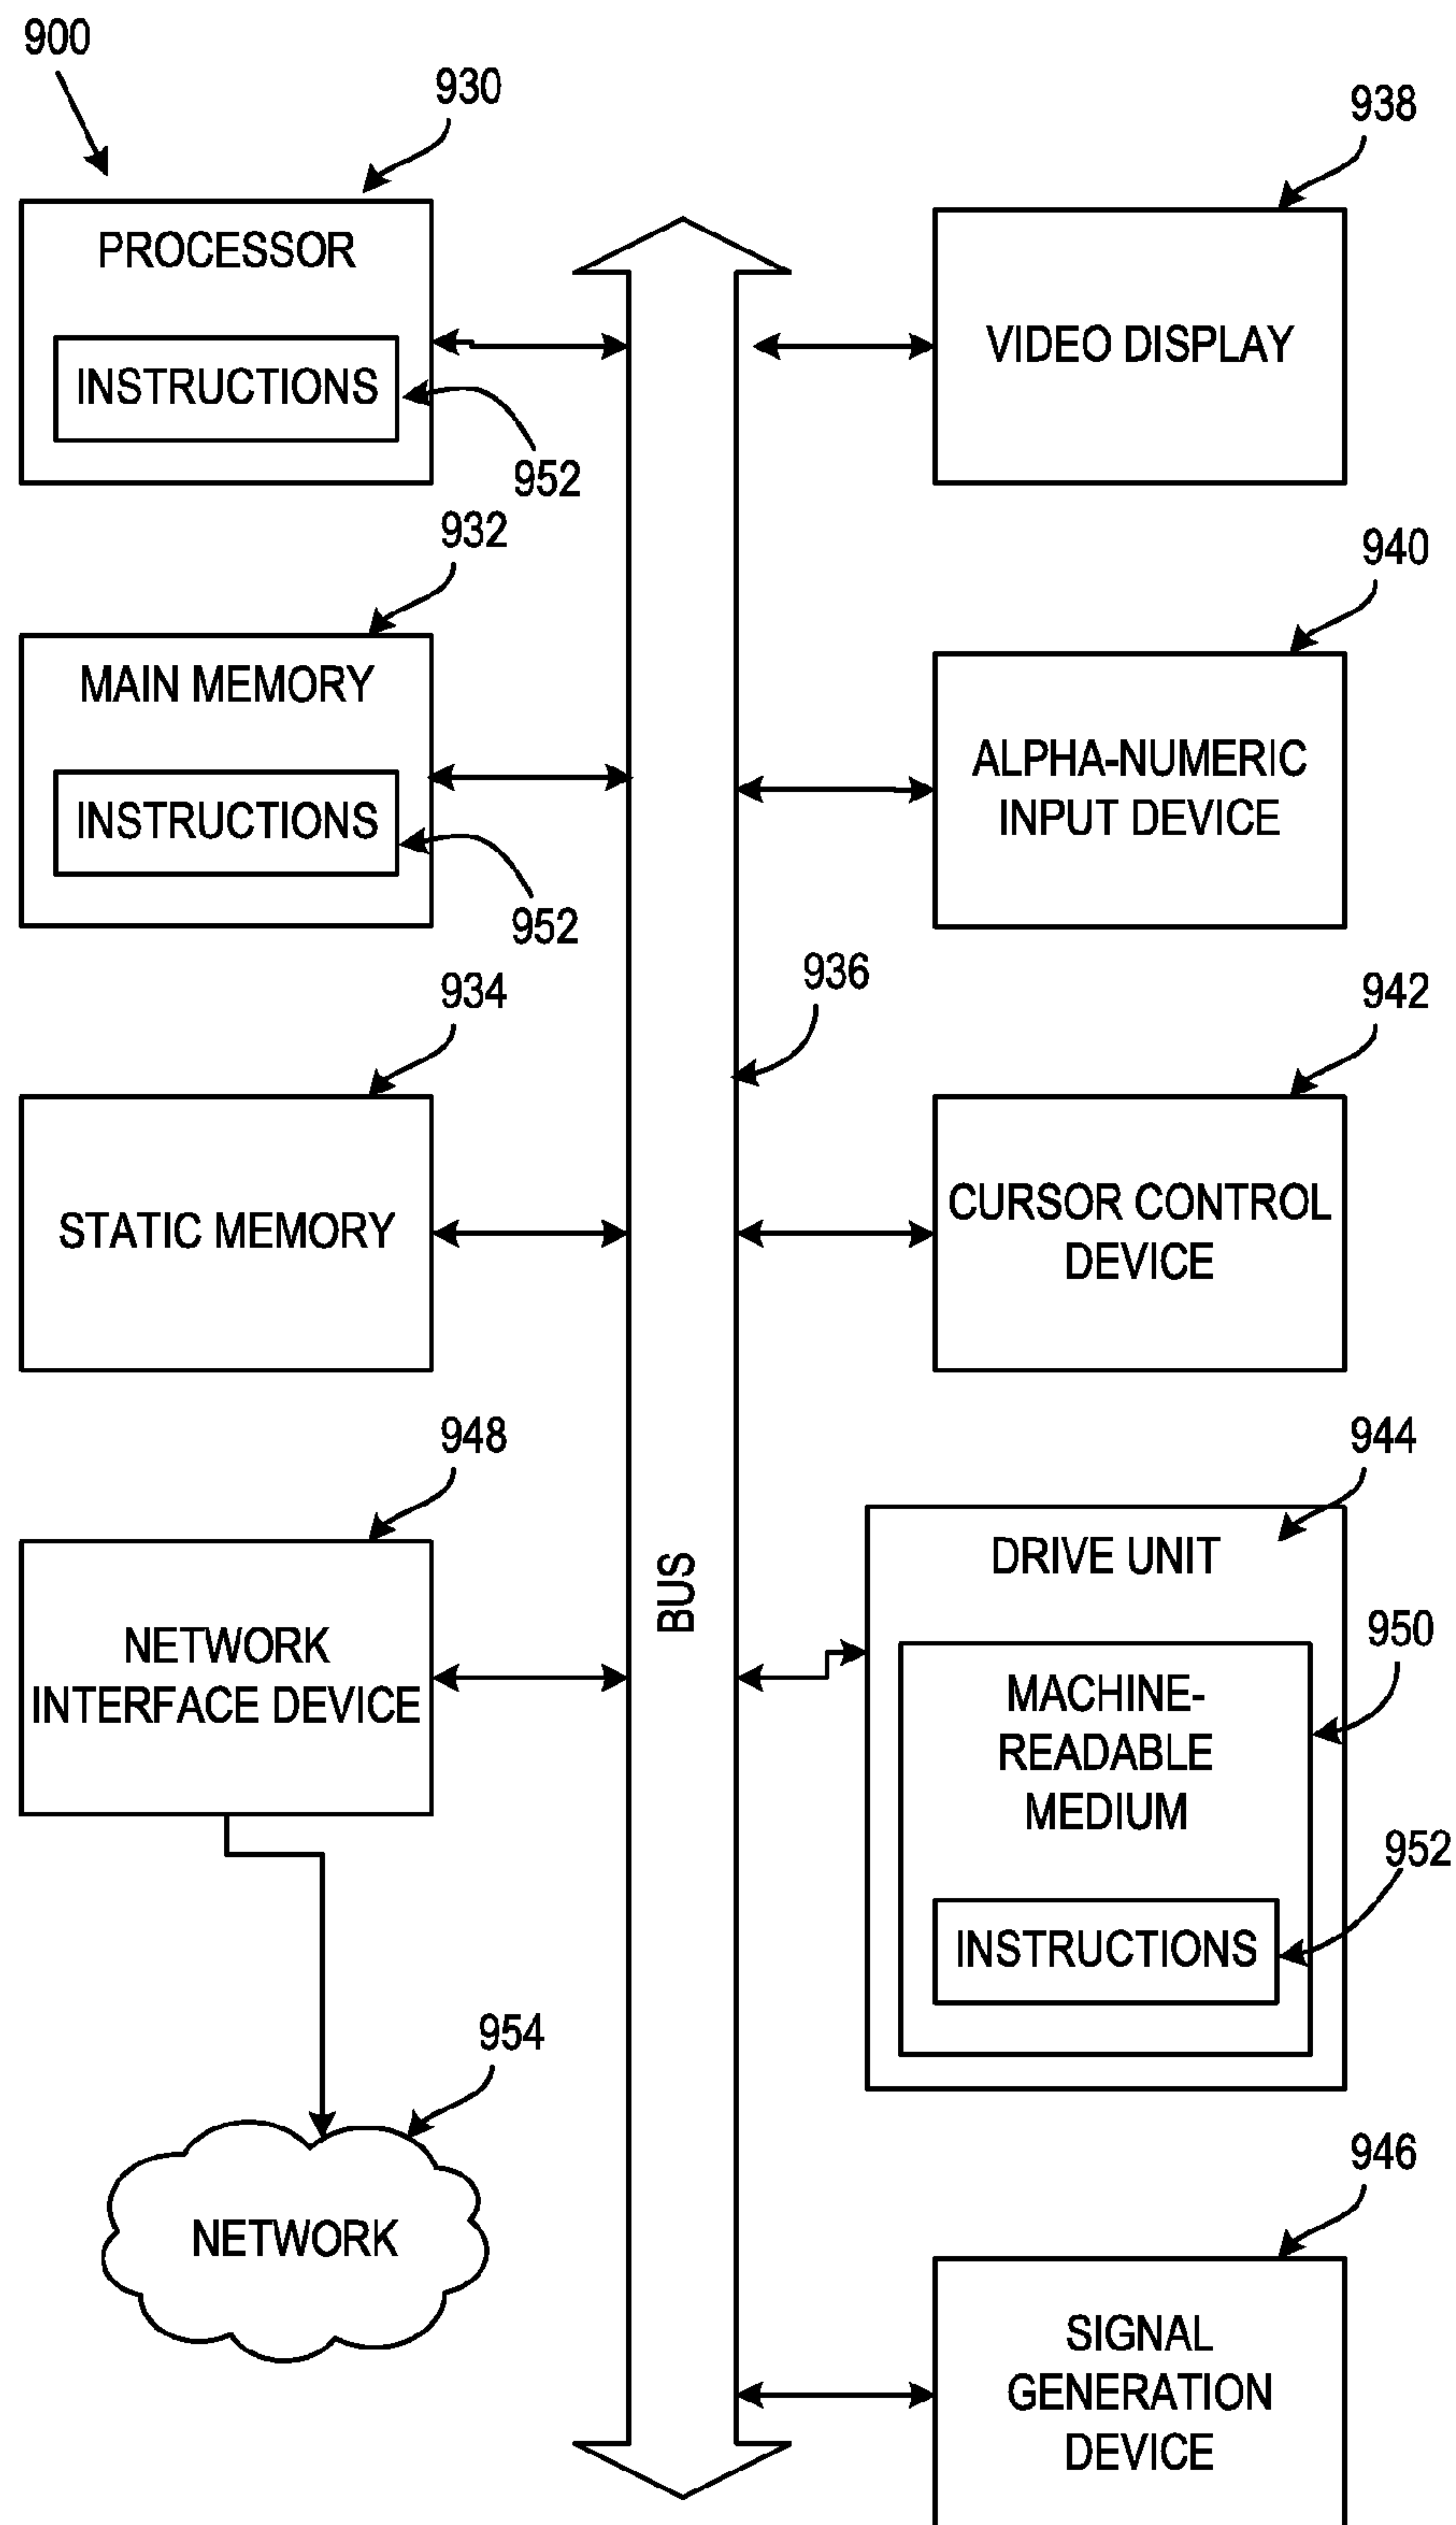 900
930
938
PROCESSOR
INSTRUCTIONS
952
VIDEO DISPLAY
932
940
MAIN MEMORY
INSTRUCTIONS
952
ALPHA-NUMERIC
INPUT DEVICE
934
936
942
STATIC MEMORY
CURSOR CONTROL
DEVICE
948
944
NETWORK
INTERFACE DEVICE
BUS
DRIVE UNIT
950
MACHINE-
READABLE
MEDIUM
952
INSTRUCTIONS
954
NETWORK
946
SIGNAL
GENERATION
DEVICE